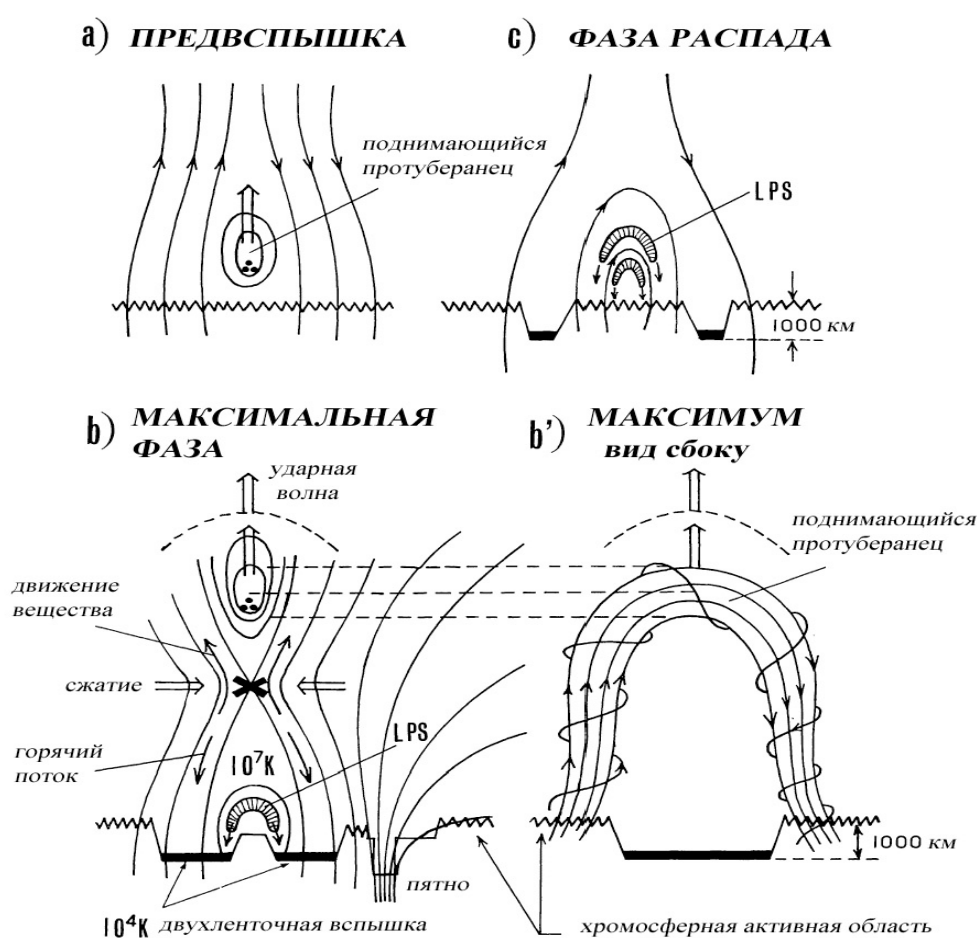 a) ПРЕДВСПЫШКА
поднимающийся
протуберанец
c) ФАЗА РАСПАДА
LPS
1000 км
b) МАКСИМАЛЬНАЯ
ФАЗА
ударная
волна
движение
вещества
сжатие
горячий
поток
10⁷K
LPS
пятно
10⁴K двухленточная вспышка
b') МАКСИМУМ
вид сбоку
поднимающийся
протуберанец
1000 км
хромосферная активная область